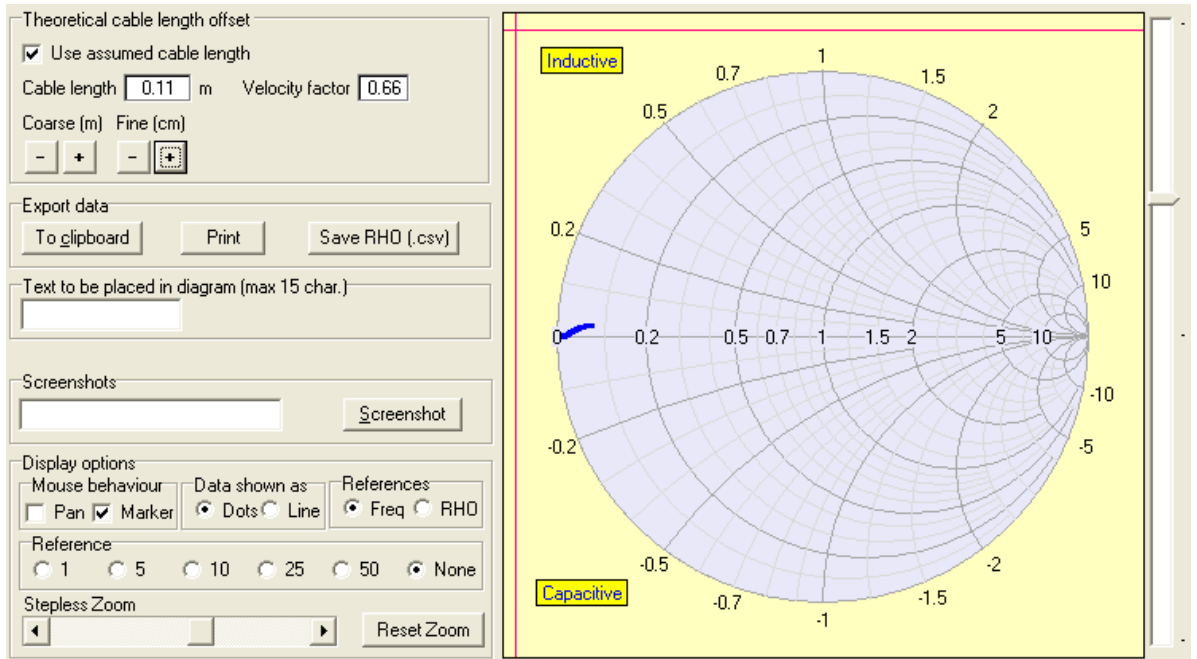 Theoretical cable length offset
Use assumed cable length
Cable length 0.11 m Velocity factor 0.66
Coarse (m) Fine (cm)
- + - +
Export data
To clipboard Print Save RHO (.csv)
Text to be placed in diagram (max 15 char.)
Screenshots
Screenshot
Display options
Mouse behaviour Data shown as References
Pan Marker Dots Line Freq RHO
Reference
1 5 10 25 50 None
Stepless Zoom
Reset Zoom
Inductive
1
0.7 1.5
0.5 2
0.2 5
10
0 0.2 0.5 0.7 1 1.5 2 5 10
-10
-0.2 -5
-0.5 -2
Capacitive
-0.7 -1.5
-1